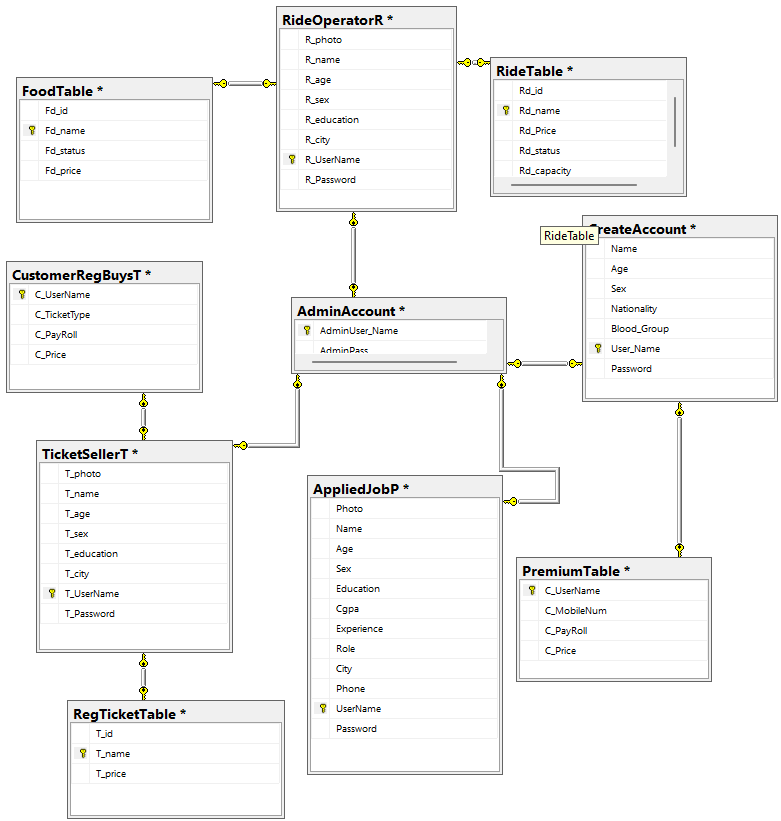 RideOperatorR *
R_photo
R_name
R_age
R_sex
R_education
R_city
R_UserName
R_Password
FoodTable *
Fd_id
Fd_name
Fd_status
Fd_price
RideTable *
Rd_id
Rd_name
Rd_Price
Rd_status
Rd_capacity
RideTable
CreateAccount *
Name
Age
Sex
Nationality
Blood_Group
User_Name
Password
CustomerRegBuysT *
C_UserName
C_TicketType
C_PayRoll
C_Price
AdminAccount *
AdminUser_Name
AdminPass
TicketSellerT *
T_photo
T_name
T_age
T_sex
T_education
T_city
T_UserName
T_Password
AppliedJobP *
Photo
Name
Age
Sex
Education
Cgpa
Experience
Role
City
Phone
UserName
Password
PremiumTable *
C_UserName
C_MobileNum
C_PayRoll
C_Price
RegTicketTable *
T_id
T_name
T_price